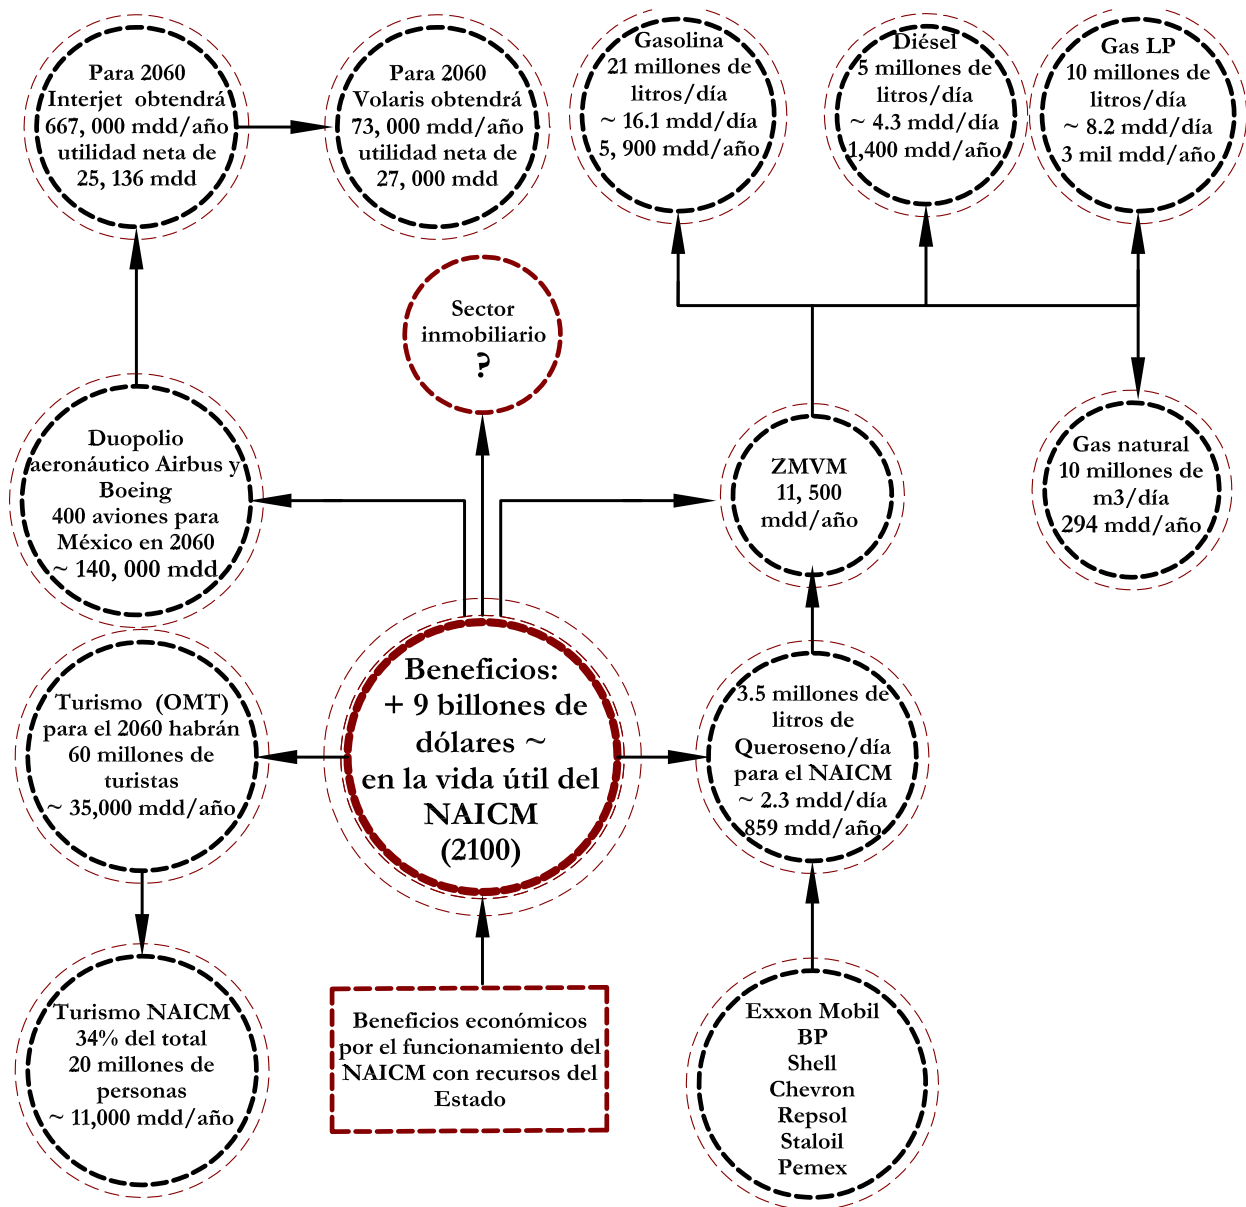 Para 2060
Interjet obtendrá
667, 000 mdd/año
utilidad neta de
25, 136 mdd
Para 2060
Volaris obtendrá
73, 000 mdd/año
utilidad neta de
27, 000 mdd
Gasolina
21 millones de
litros/día
~ 16.1 mdd/día
5, 900 mdd/año
Diésel
5 millones de
litros/día
~ 4.3 mdd/día
1,400 mdd/año
Gas LP
10 millones de
litros/día
~ 8.2 mdd/día
3 mil mdd/año
Sector
inmobiliario
?
Duopolio
aeronáutico Airbus y
Boeing
400 aviones para
México en 2060
~ 140, 000 mdd
ZMVM
11, 500
mdd/año
Gas natural
10 millones de
m3/día
294 mdd/año
Beneficios:
+ 9 billones de
dólares ~
en la vida útil del
NAICM
(2100)
Turismo (OMT)
para el 2060 habrán
60 millones de
turistas
~ 35,000 mdd/año
3.5 millones de
litros de
Queroseno/día
para el NAICM
~ 2.3 mdd/día
859 mdd/año
Turismo NAICM
34% del total
20 millones de
personas
~ 11,000 mdd/año
Beneficios económicos
por el funcionamiento del
NAICM con recursos del
Estado
Exxon Mobil
BP
Shell
Chevron
Repsol
Staloil
Pemex